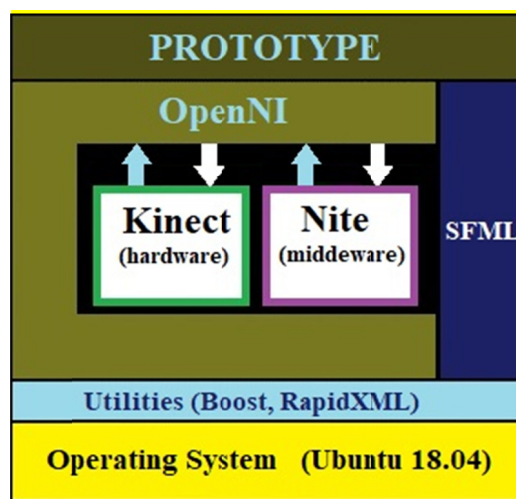 PROTOTYPE
OpenNI
Kinect
(hardware)
Nite
(middeware)
SFML
Utilities (Boost, RapidXML)
Operating System (Ubuntu 18.04)